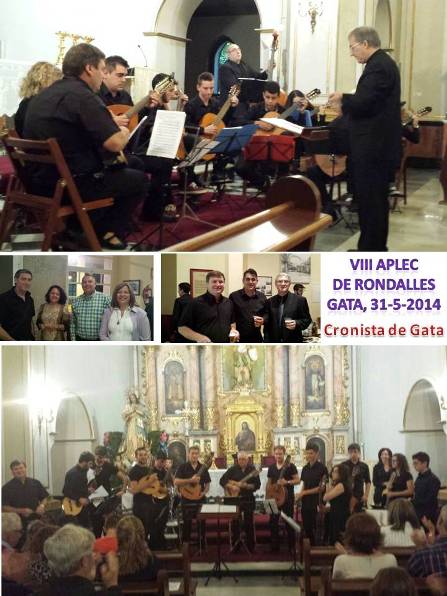 VIII APLEC
DE RONDALLES
GATA, 31-5-2014
Cronista de Gata